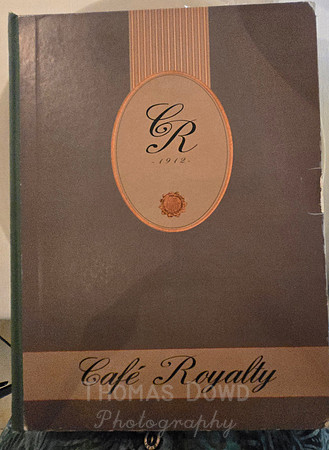 CR
·1912·
Café Royalty
THOMAS DOWD
Photography